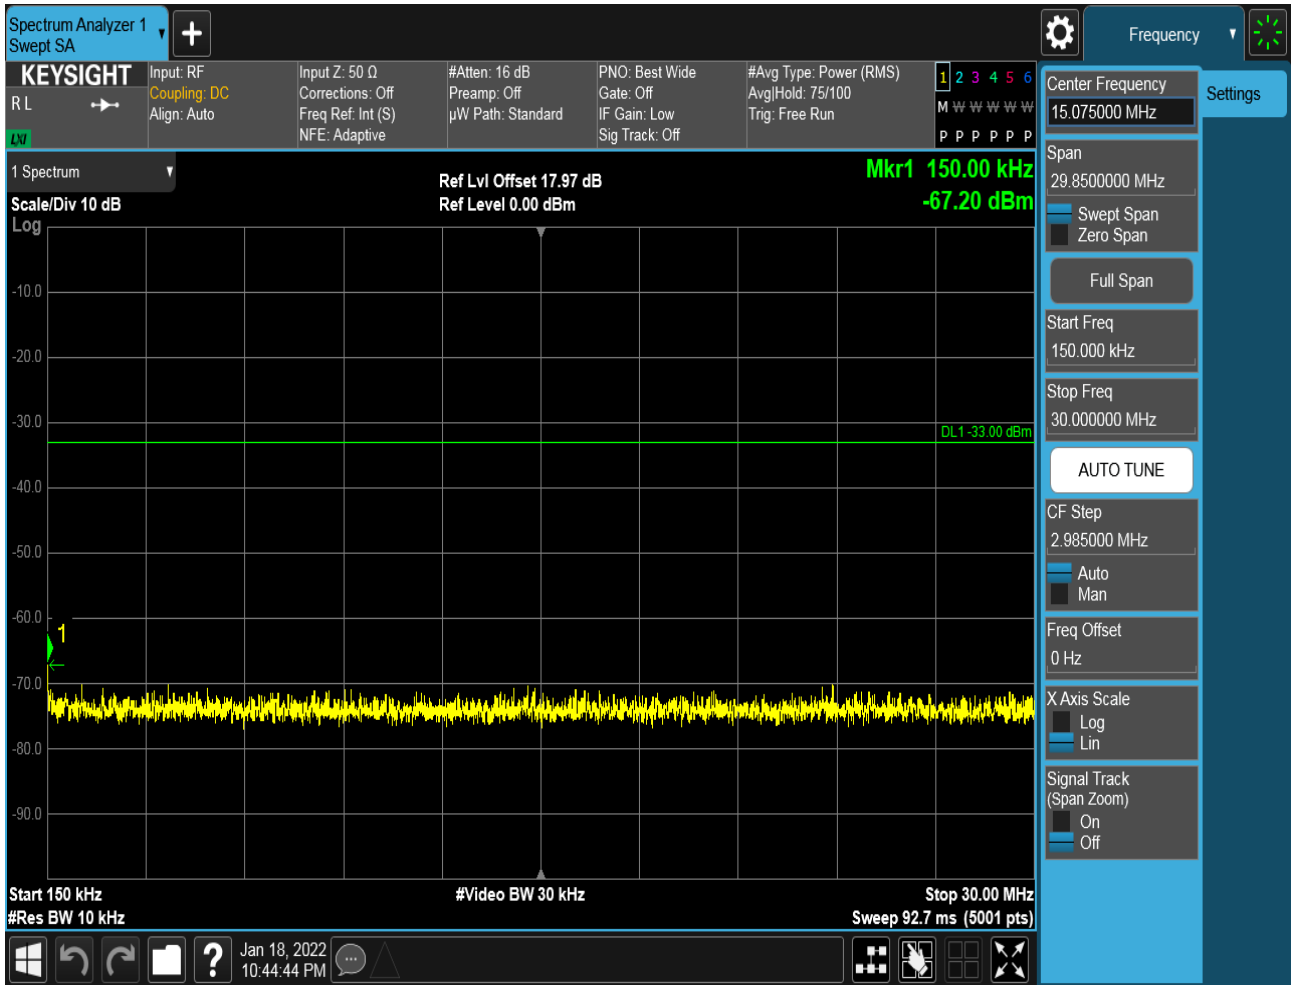 Spectrum Analyzer 1
Swept SA
Frequency
KEYSIGHT
R L
LXI
Input: RF
Coupling: DC
Align: Auto
Input Z: 50 Ω
Corrections: Off
Freq Ref: Int (S)
NFE: Adaptive
#Atten: 16 dB
Preamp: Off
µW Path: Standard
PNO: Best Wide
Gate: Off
IF Gain: Low
Sig Track: Off
#Avg Type: Power (RMS)
Avg|Hold: 75/100
Trig: Free Run
1 2 3 4 5 6
M W W W W W
P P P P P P
1 Spectrum
Scale/Div 10 dB
Log
Ref Lvl Offset 17.97 dB
Ref Level 0.00 dBm
Mkr1 150.00 kHz
-67.20 dBm
-10.0
-20.0
-30.0
DL1 -33.00 dBm
-40.0
-50.0
-60.0
1
-70.0
-80.0
-90.0
Start 150 kHz
#Video BW 30 kHz
Stop 30.00 MHz
#Res BW 10 kHz
Sweep 92.7 ms (5001 pts)
?
Jan 18, 2022
10:44:44 PM
Center Frequency
15.075000 MHz
Settings
Span
29.8500000 MHz
Swept Span
Zero Span
Full Span
Start Freq
150.000 kHz
Stop Freq
30.000000 MHz
AUTO TUNE
CF Step
2.985000 MHz
Auto
Man
Freq Offset
0 Hz
X Axis Scale
Log
Lin
Signal Track
(Span Zoom)
On
Off